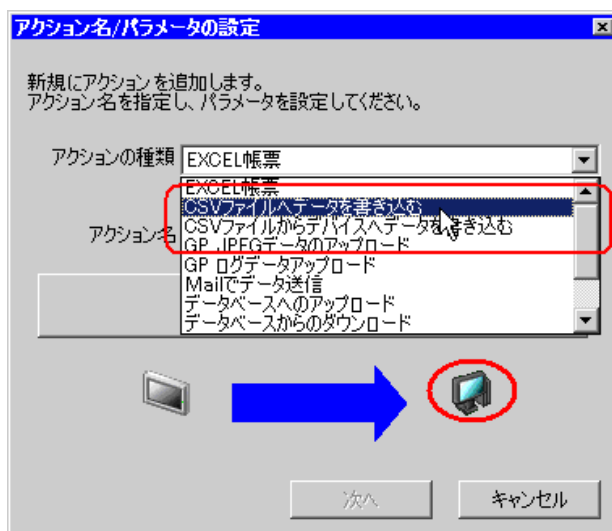 アクション名/パラメータの設定
新規にアクションを追加します。
アクション名を指定し、パラメータを設定してください。
アクションの種類 EXCEL帳票
EXCEL帳票
CSVファイルへデータを書き込む
アクション名 CSVファイルからデバイスへデータを書き込む
GP JPEGデータのアップロード
GP ログデータアップロード
Mailでデータ送信
データベースへのアップロード
データベースからのダウンロード
次へ キャンセル